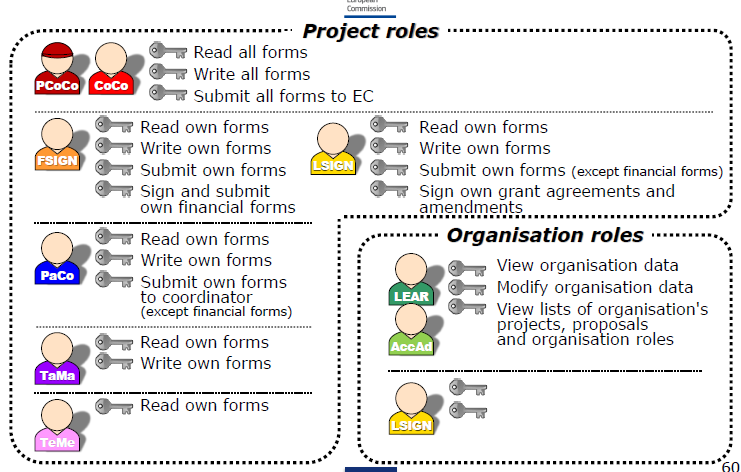 European
Commission
Project roles
PCoCo
CoCo
Read all forms
Write all forms
Submit all forms to EC
FSIGN
Read own forms
Write own forms
Submit own forms
Sign and submit
own financial forms
LSIGN
Read own forms
Write own forms
Submit own forms (except financial forms)
Sign own grant agreements and
amendments
PaCo
Read own forms
Write own forms
Submit own forms
to coordinator
(except financial forms)
TaMa
Read own forms
Write own forms
TeMe
Read own forms
Organisation roles
LEAR
AccAd
View organisation data
Modify organisation data
View lists of organisation's
projects, proposals
and organisation roles
LSIGN
60